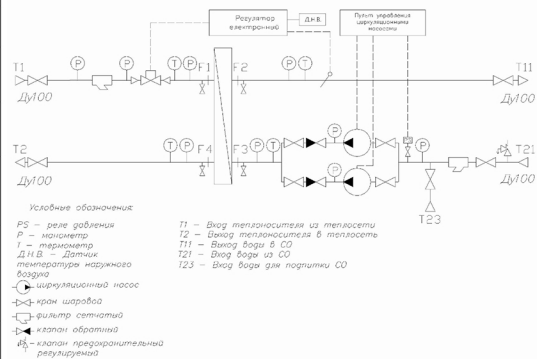 Регулятор
электронный
Д.Н.В.
Пульт управления
циркуляционными
насосами
T1
P
P
T
P
F1
F2
P
T
T11
Ду100
Ду100
T2
T
P
F4
F3
P
T
P
P
P
T21
Ду100
Ду100
T23
Условные обозначения:
PS – реле давления
P – манометр
T – термометр
Д.Н.В. – Датчик
температуры наружного
воздуха
циркуляционный насос
кран шаровой
фильтр сетчатый
клапан обратный
клапан предохранительный
регулируемый
T1 – Вход теплоносителя из теплосети
T2 – Выход теплоносителя в теплосеть
T11 – Выход воды в СО
T21 – Вход воды из СО
T23 – Вход воды для подпитки СО